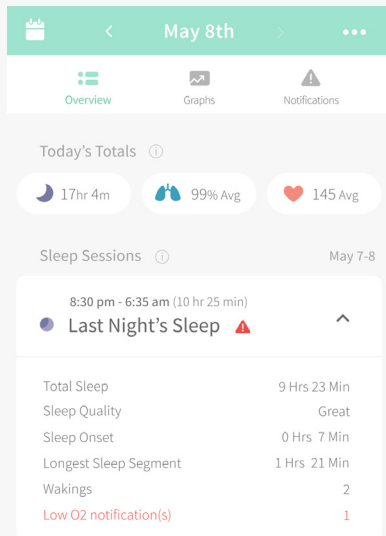 May 8th
Overview Graphs Notifications
Today's Totals
17hr 4m 99% Avg 145 Avg
Sleep Sessions May 7-8
8:30 pm - 6:35 am (10 hr 25 min)
Last Night's Sleep
Total Sleep 9 Hrs 23 Min
Sleep Quality Great
Sleep Onset 0 Hrs 7 Min
Longest Sleep Segment 1 Hrs 21 Min
Wakings 2
Low O2 notification(s) 1